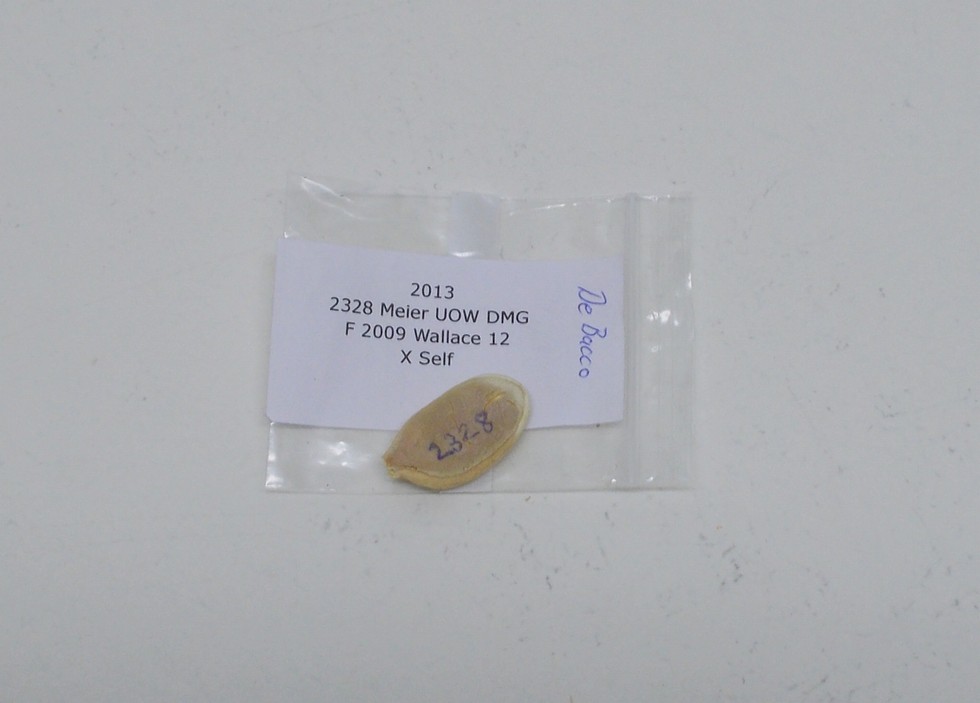 2013
2328 Meier UOW DMG
F 2009 Wallace 12
X Self
De Bacco
2328